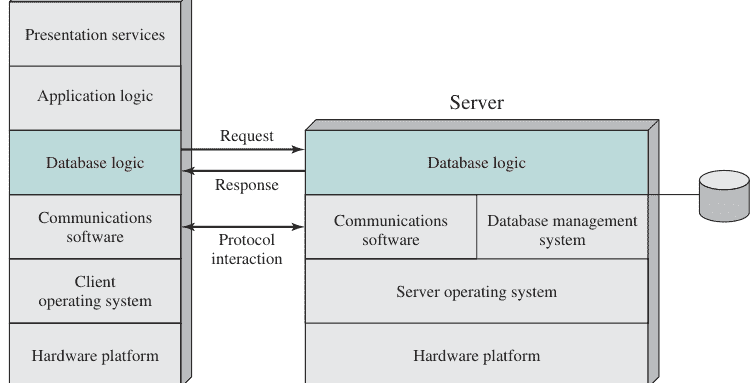 Presentation services
Application logic
Database logic
Communications
software
Client
operating system
Hardware platform
Request
Response
Protocol
interaction
Server
Database logic
Communications
software
Database management
system
Server operating system
Hardware platform